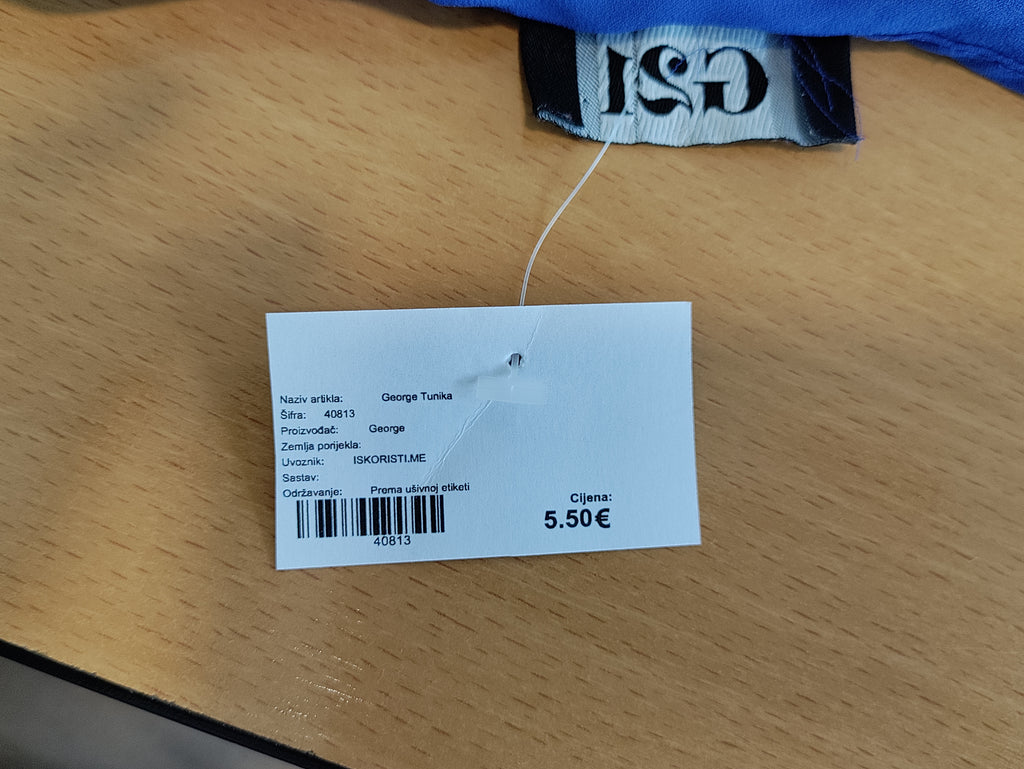 G21
Naziv artikla: George Tunika
Šifra: 40813
Proizvođač: George
Zemlja porijekla:
Uvoznik: ISKORISTI.ME
Sastav:
Održavanje: Prema ušivnoj etiketi
40813
Cijena:
5.50€